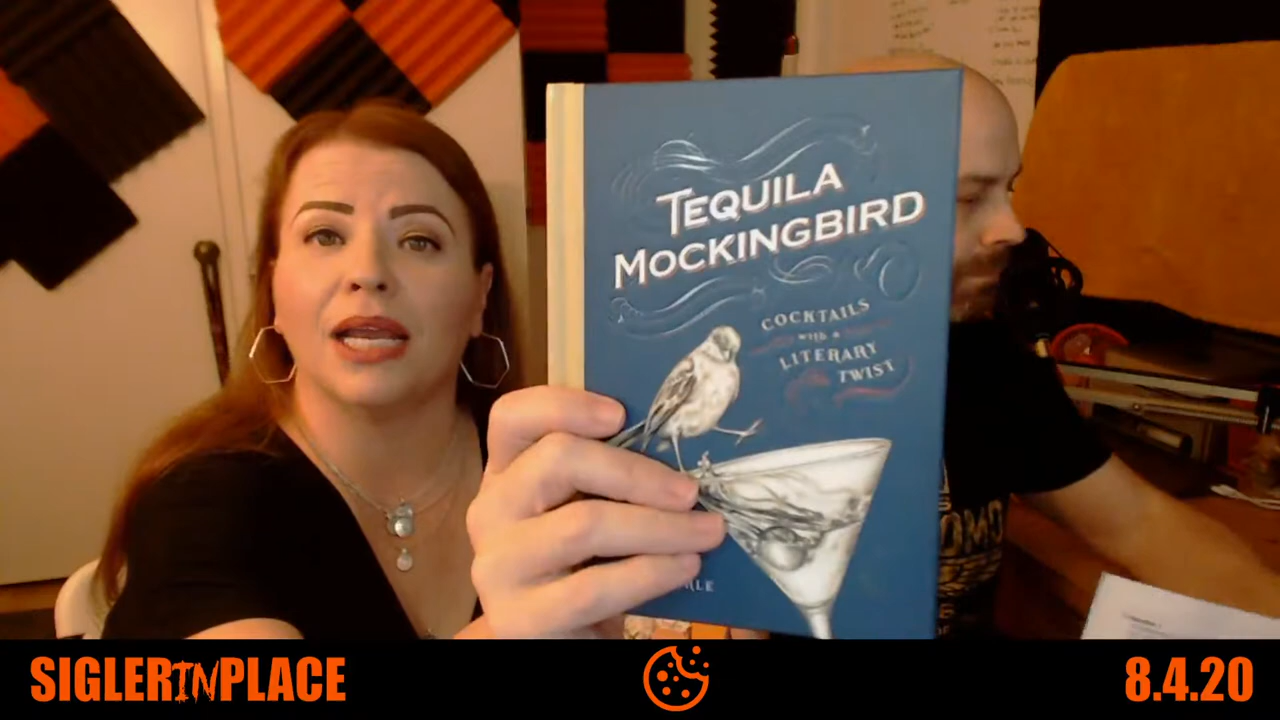 TEQUILA
MOCKINGBIRD
COCKTAILS
with a
LITERARY
TWIST
SIGLERINPLACE
8.4.20